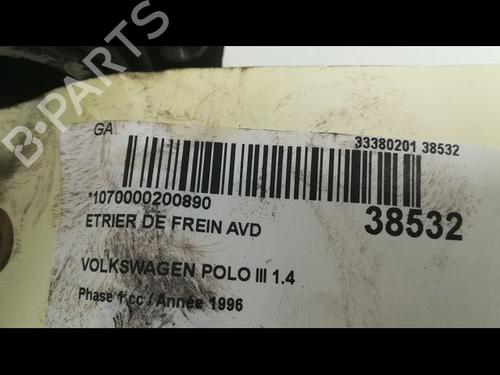 B-PARTS
GA
33380201 38532
*1070000200890
38532
ETRIER DE FREIN AVD
VOLKSWAGEN POLO III 1.4
Phase 1 cc / Année 1996